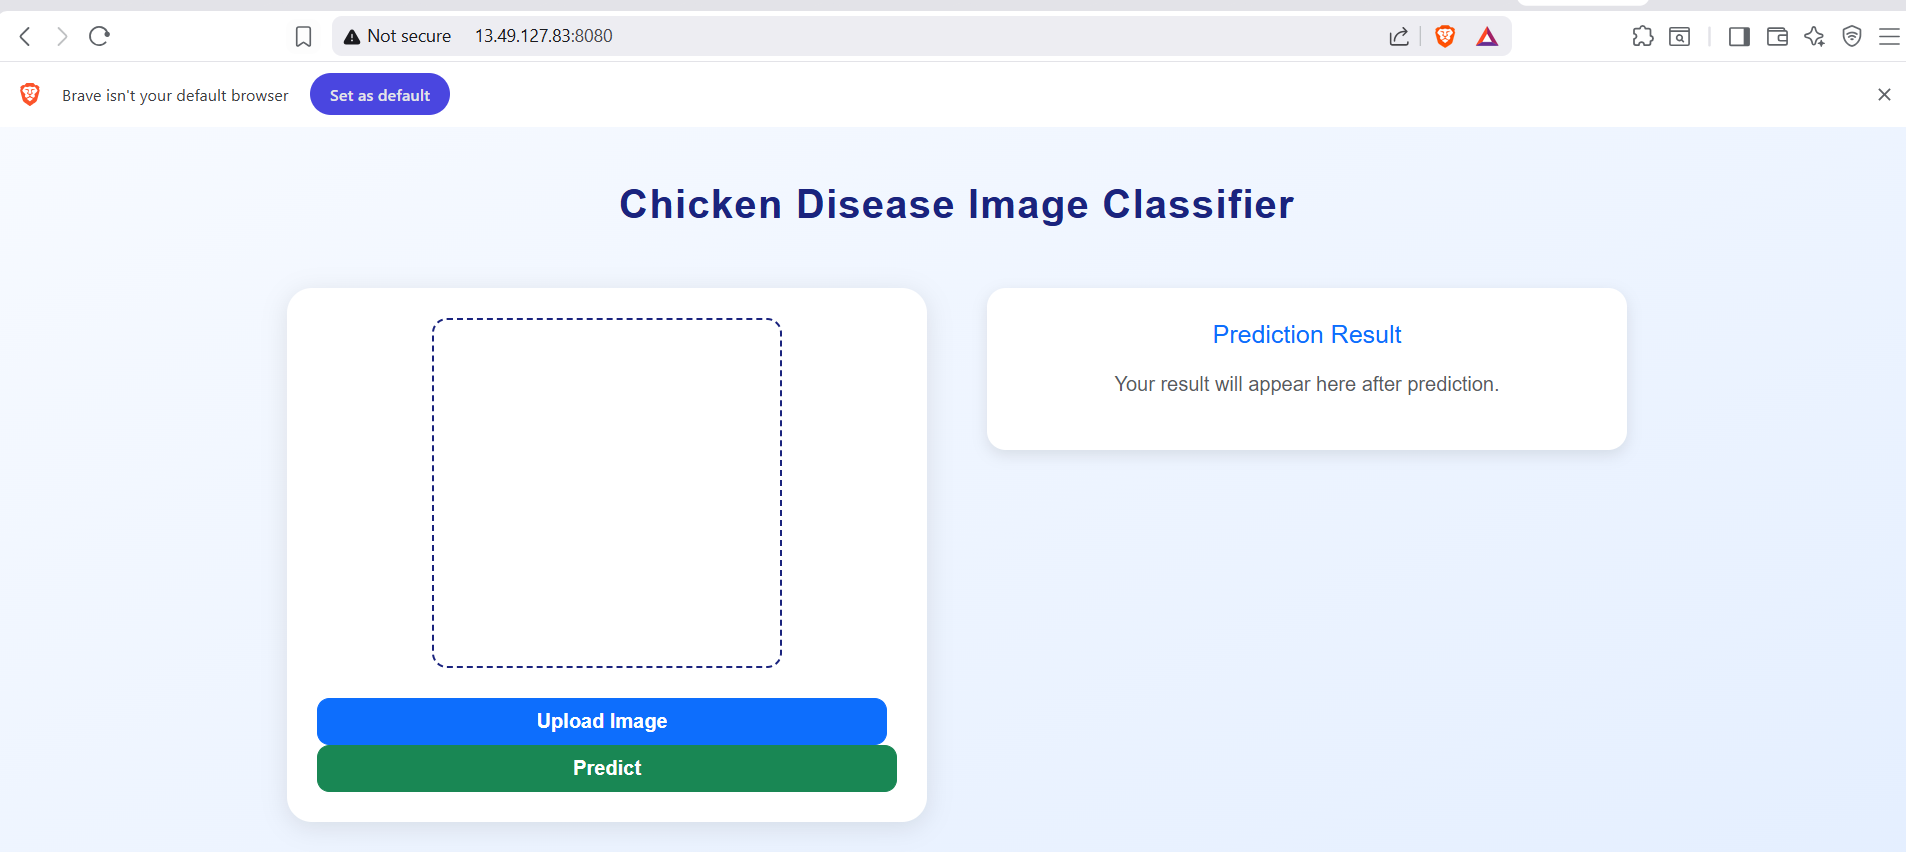 Not secure 13.49.127.83:8080
Brave isn't your default browser Set as default
Chicken Disease Image Classifier
Prediction Result
Your result will appear here after prediction.
Upload Image
Predict